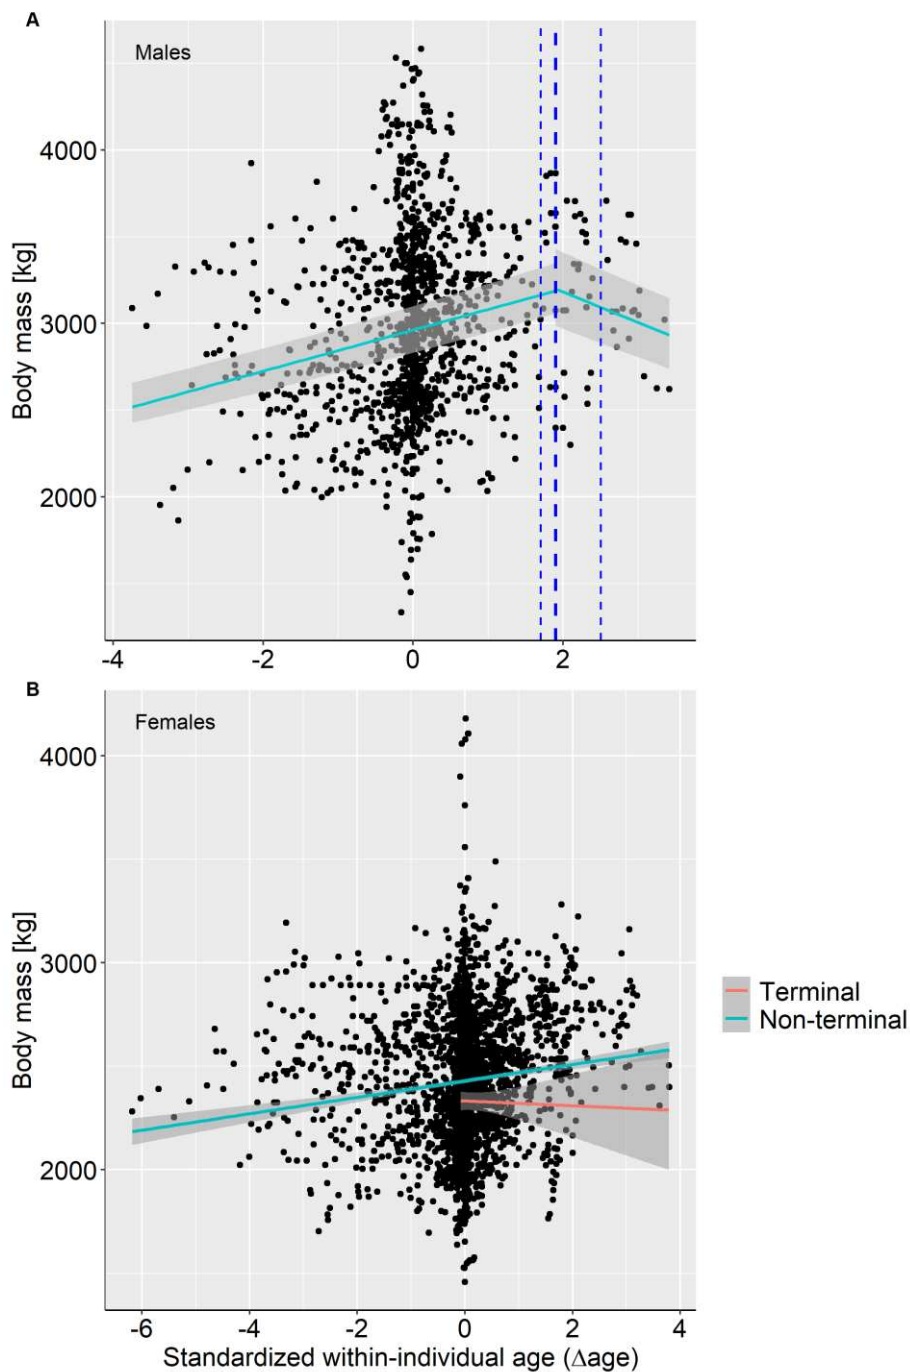 A
Males
4000
3000
2000
Body mass [kg]
-4
-2
0
2
B
Females
4000
3000
2000
Body mass [kg]
-6
-4
-2
0
2
4
Standardized within-individual age (Δage)
Terminal
Non-terminal